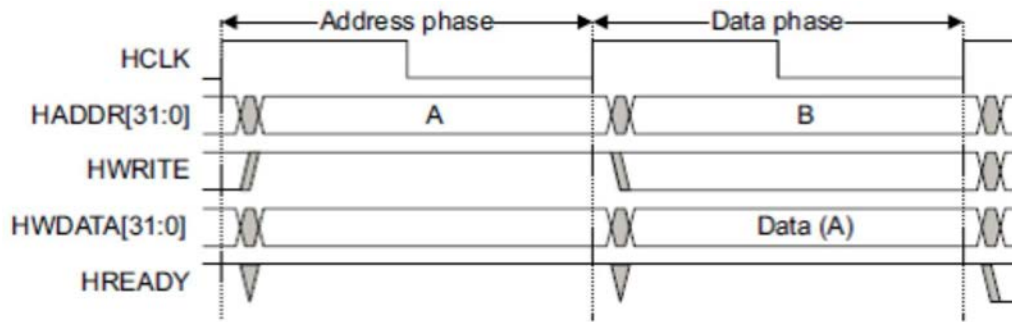 Address phase Data phase
HCLK
HADDR[31:0] A B
HWRITE
HWDATA[31:0] Data (A)
HREADY